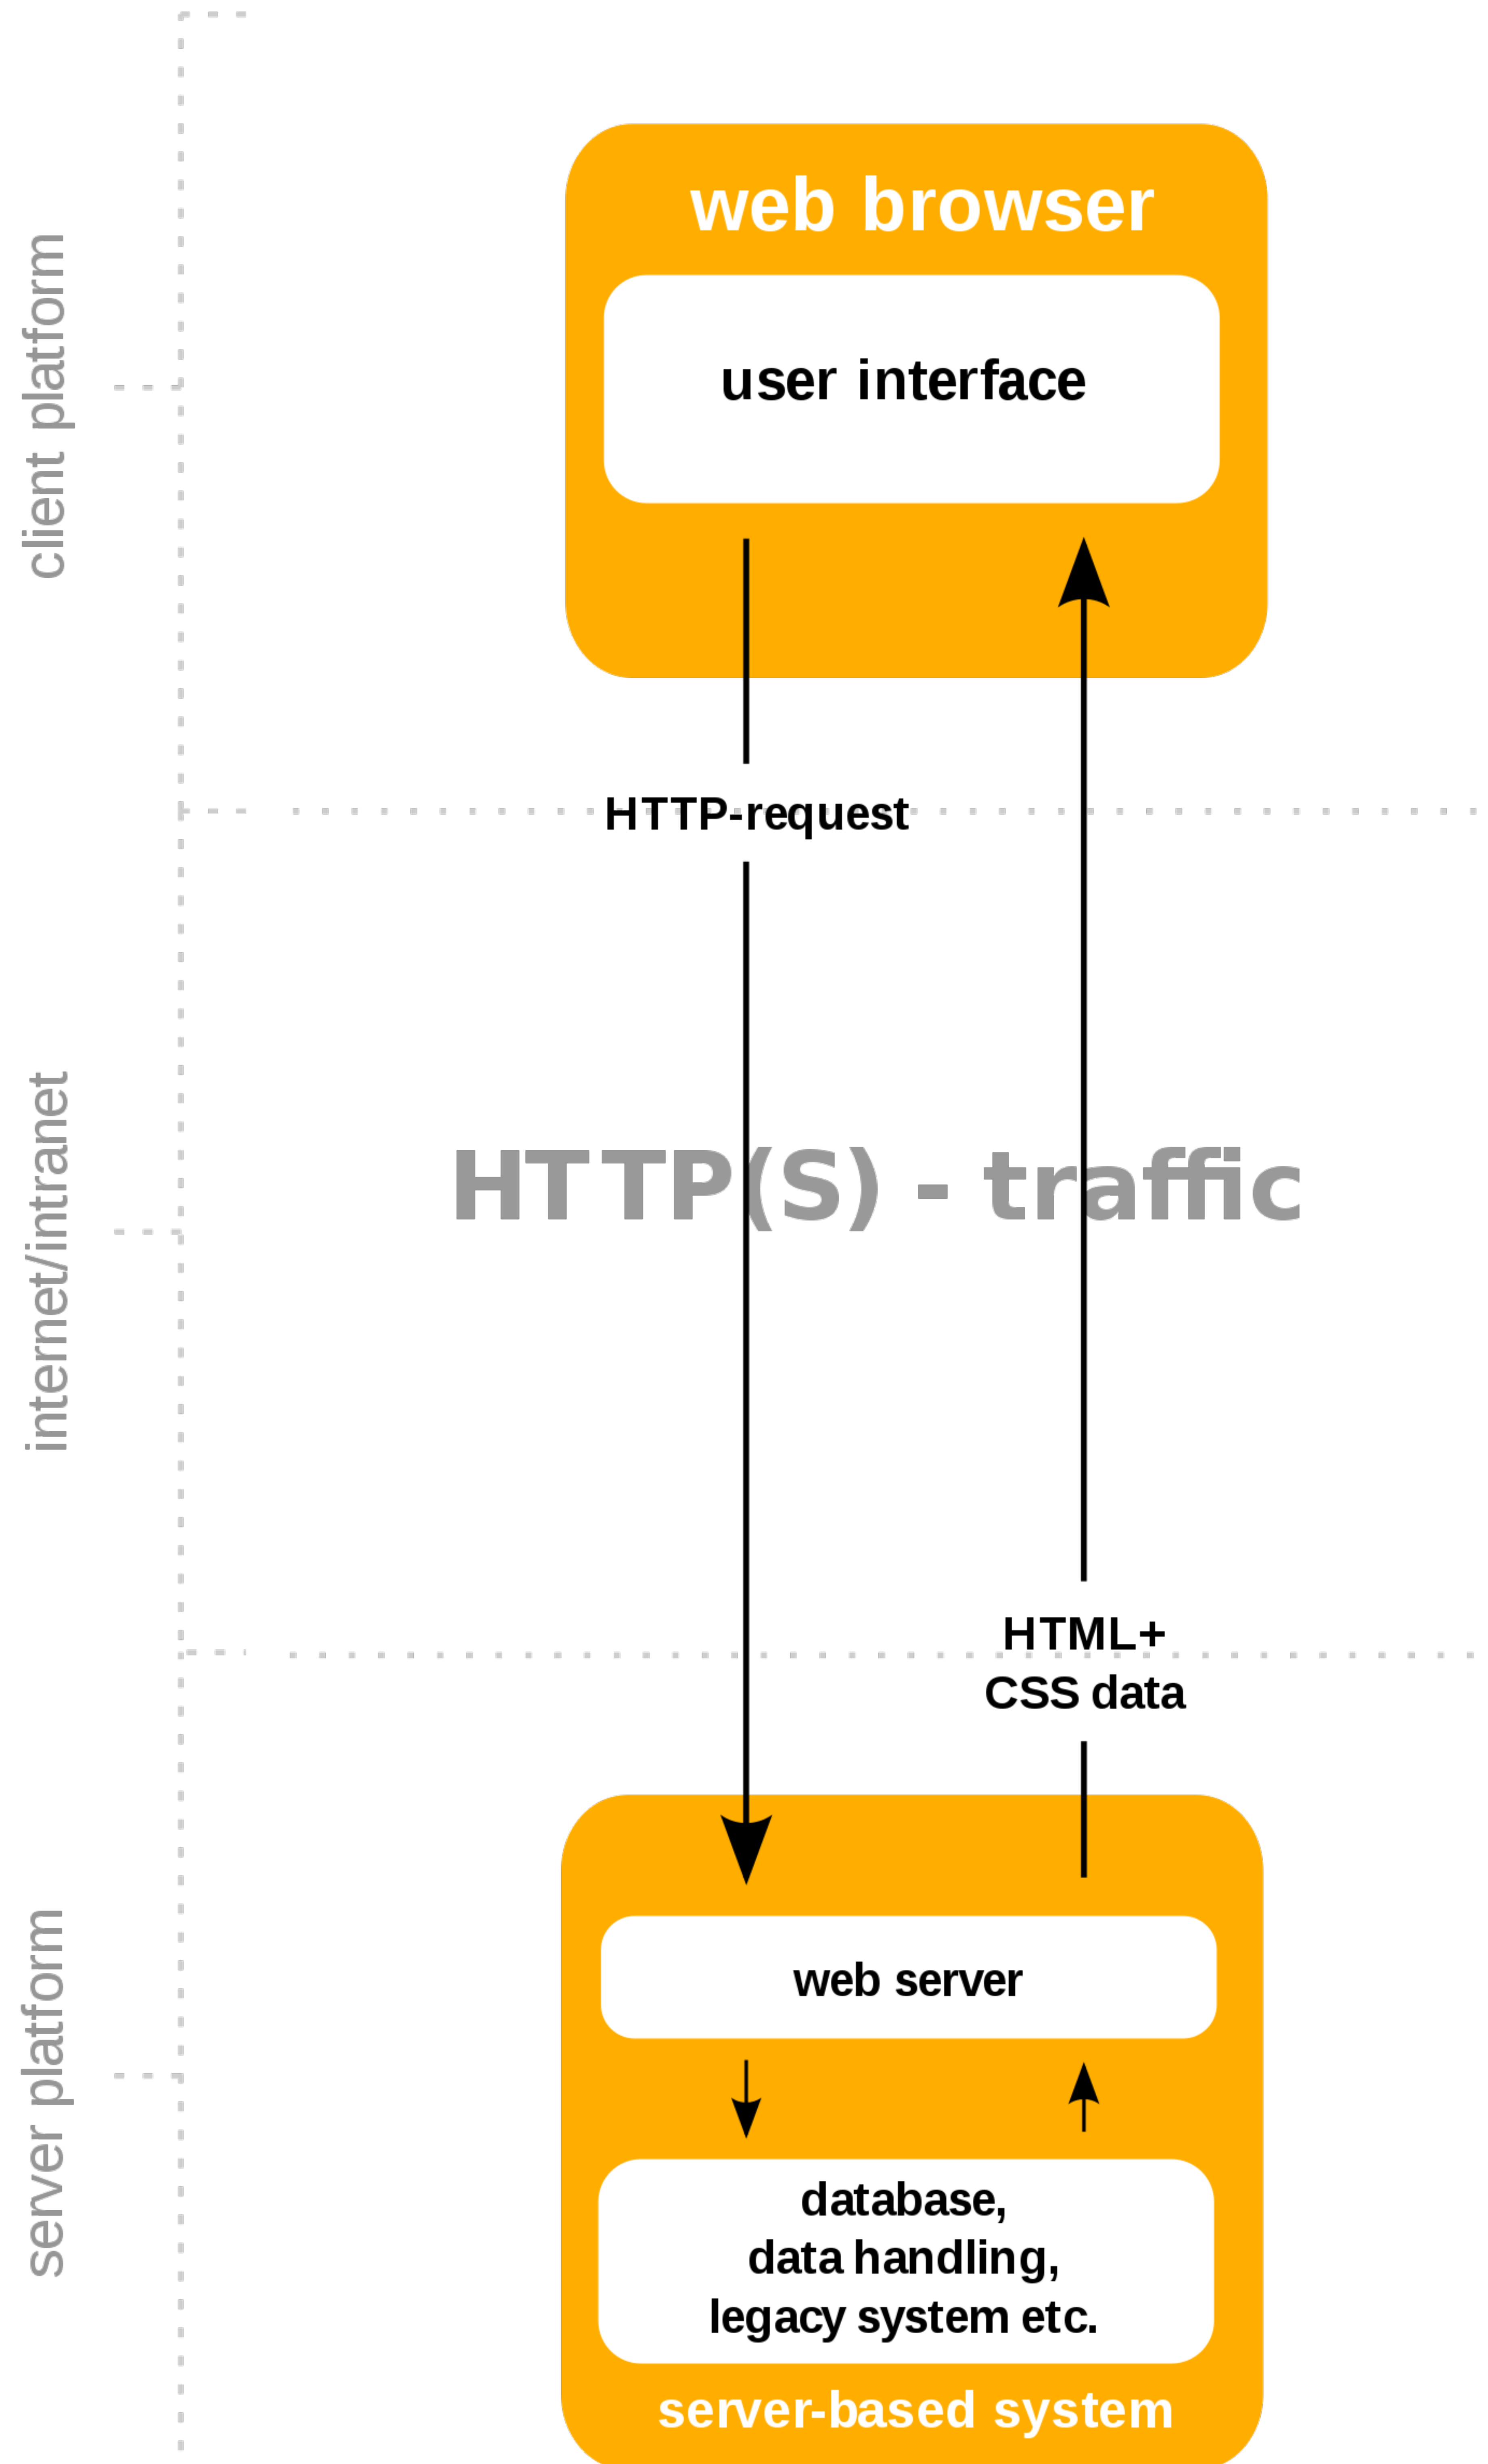 client platform
web browser
user interface
HTTP-request
internet/intranet
HTTP(S) - traffic
HTML+
CSS data
server platform
web server
database,
data handling,
legacy system etc.
server-based system